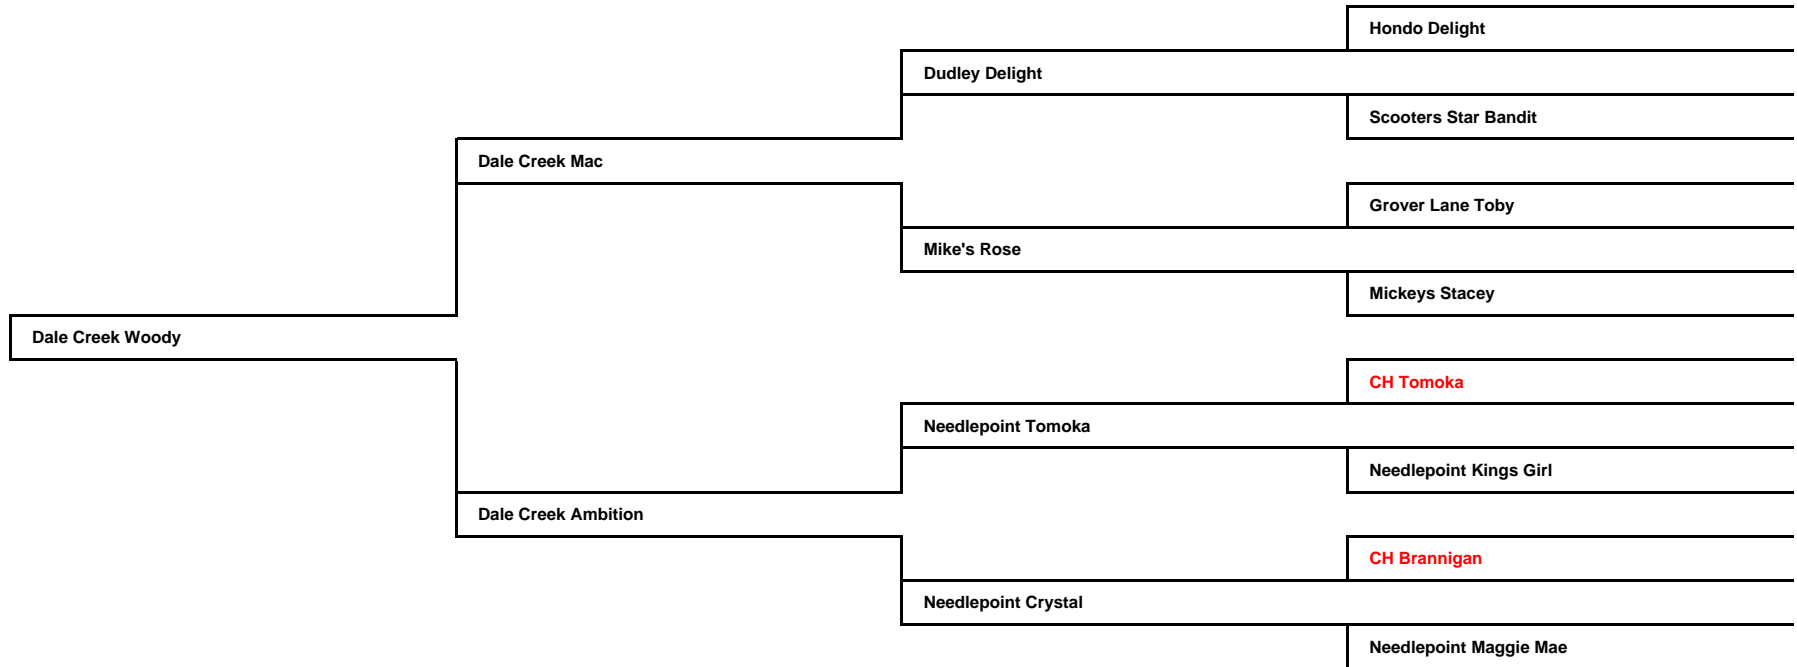 Hondo Delight
Dudley Delight
Scooters Star Bandit
Dale Creek Mac
Grover Lane Toby
Mike's Rose
Mickeys Stacey
Dale Creek Woody
CH Tomoka
Needlepoint Tomoka
Needlepoint Kings Girl
Dale Creek Ambition
CH Brannigan
Needlepoint Crystal
Needlepoint Maggie Mae